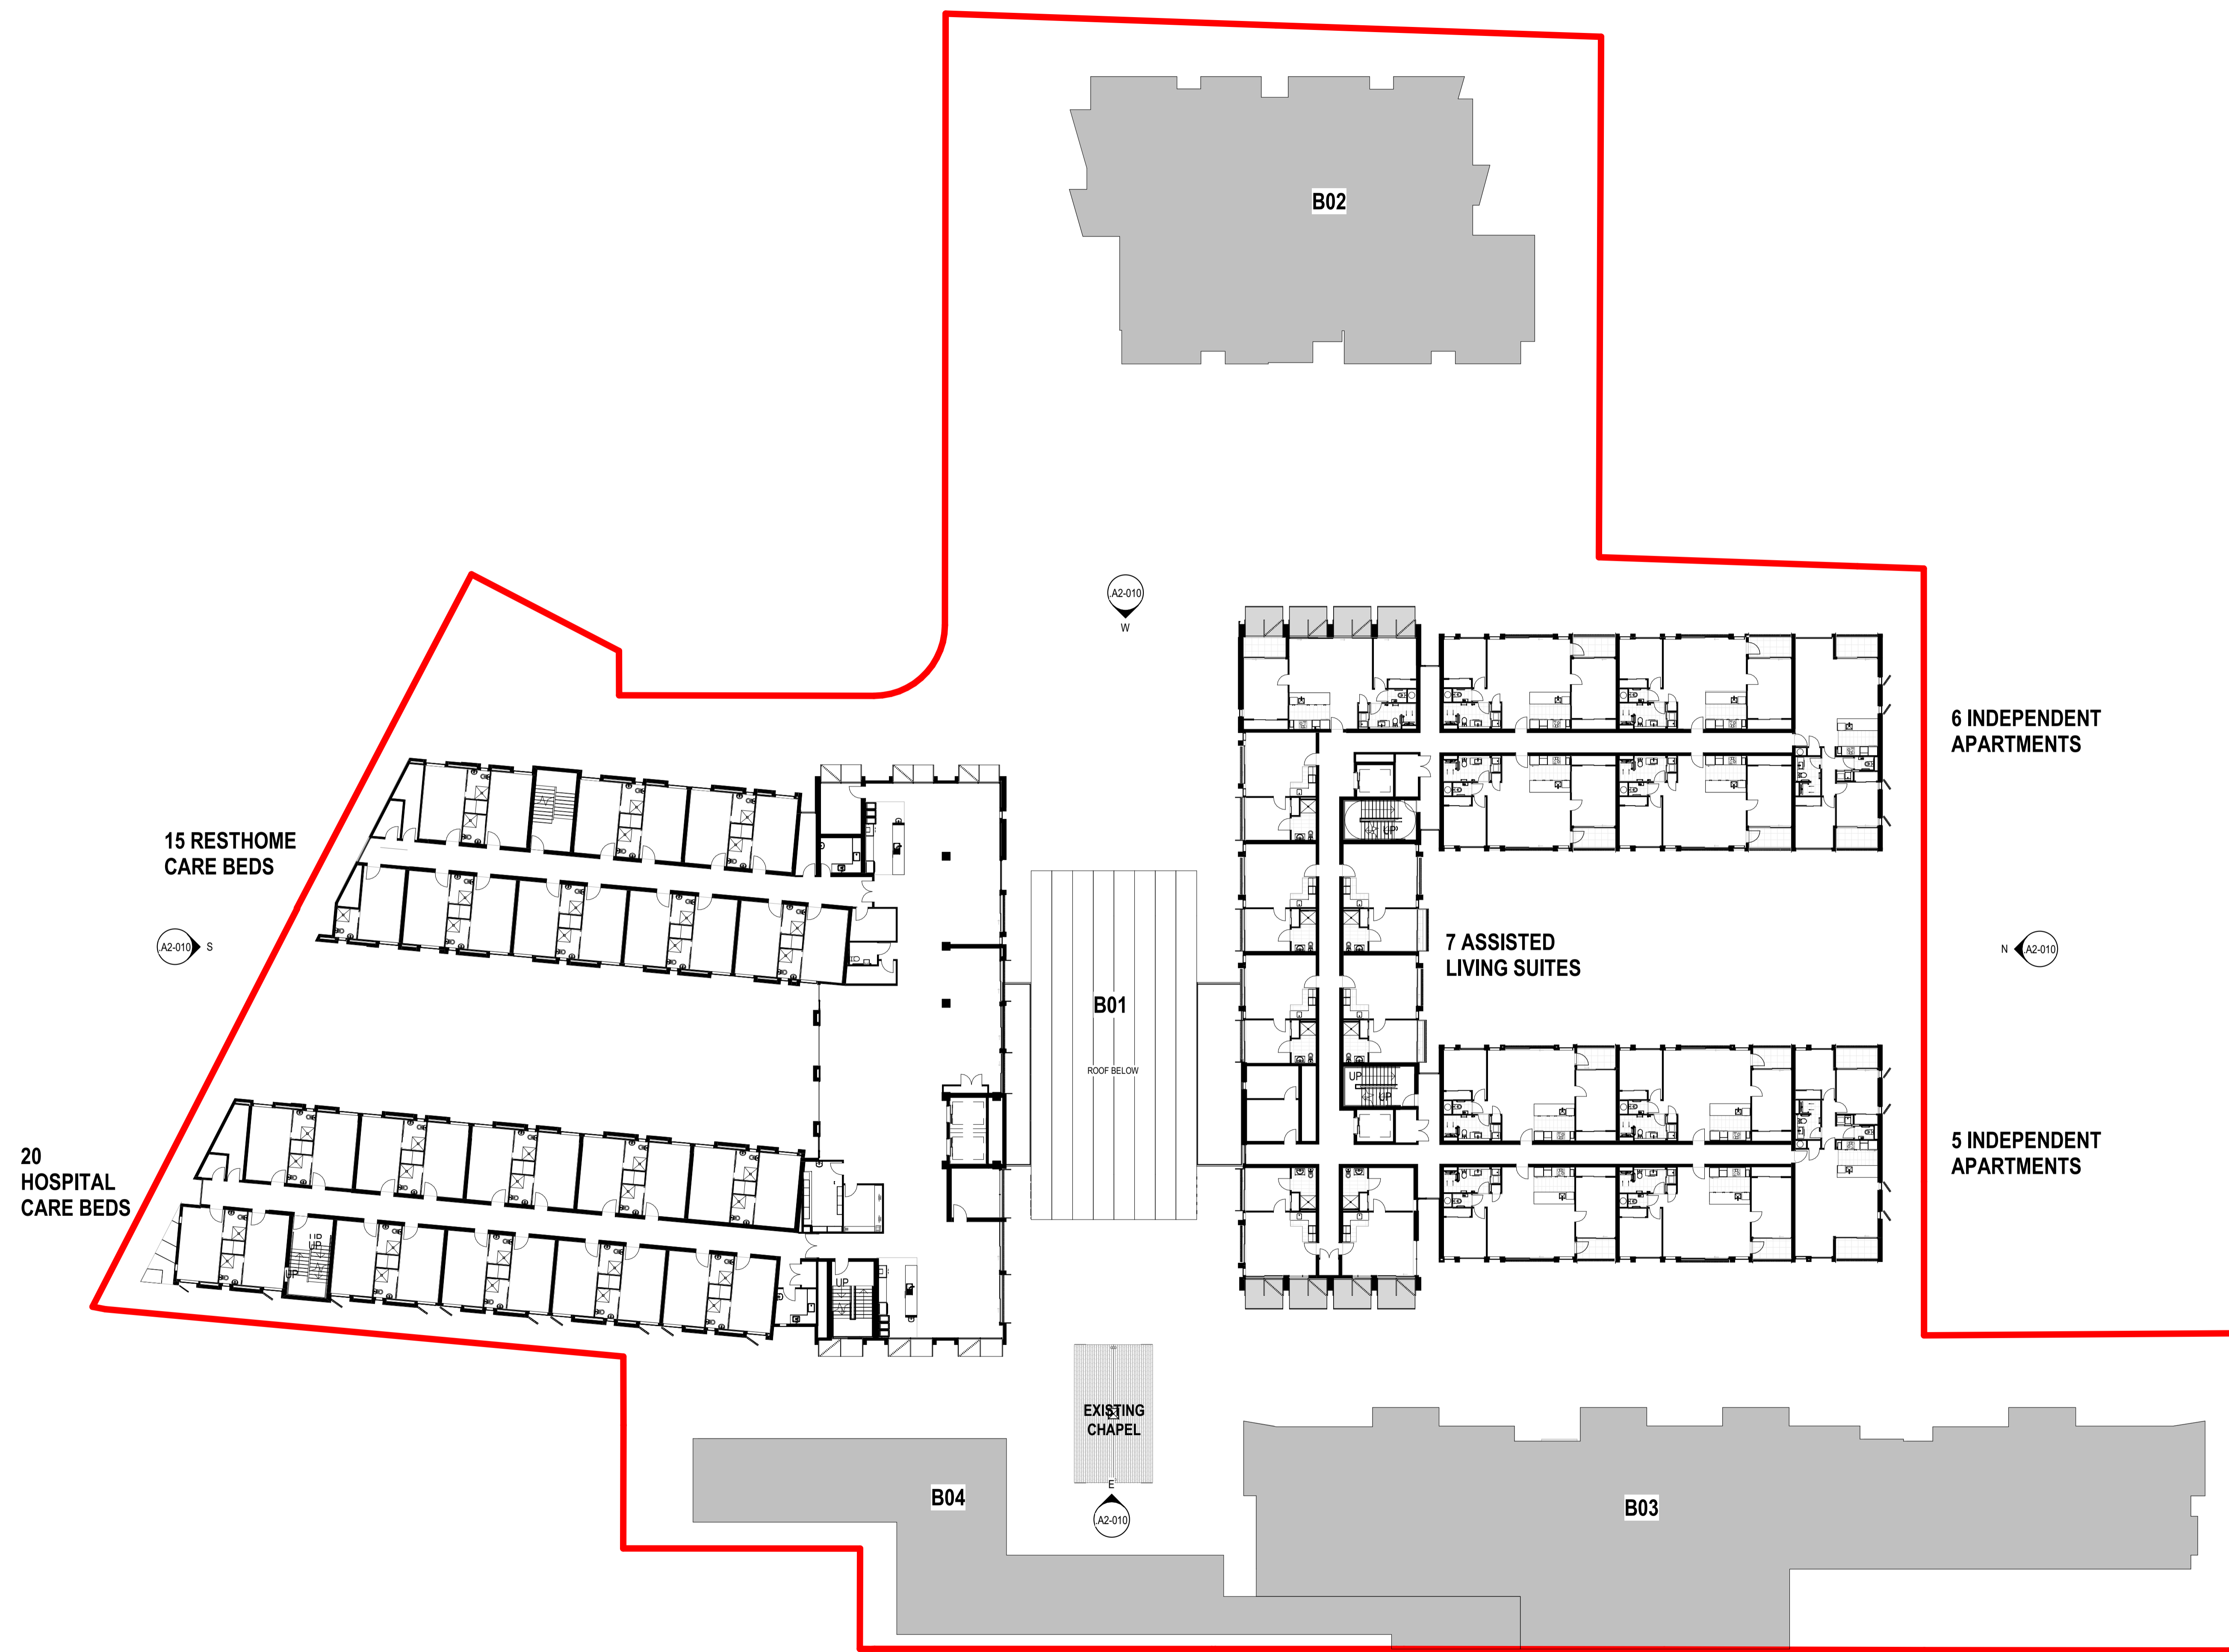 B02
.A2-010
W
6 INDEPENDENT
APARTMENTS
15 RESTHOME
CARE BEDS
.A2-010
S
UP
7 ASSISTED
LIVING SUITES
N
.A2-010
B01
ROOF BELOW
UP
UP
5 INDEPENDENT
APARTMENTS
20
HOSPITAL
CARE BEDS
UP
UP
UP
UP
EXISTING
CHAPEL
E
.A2-010
B04
B03